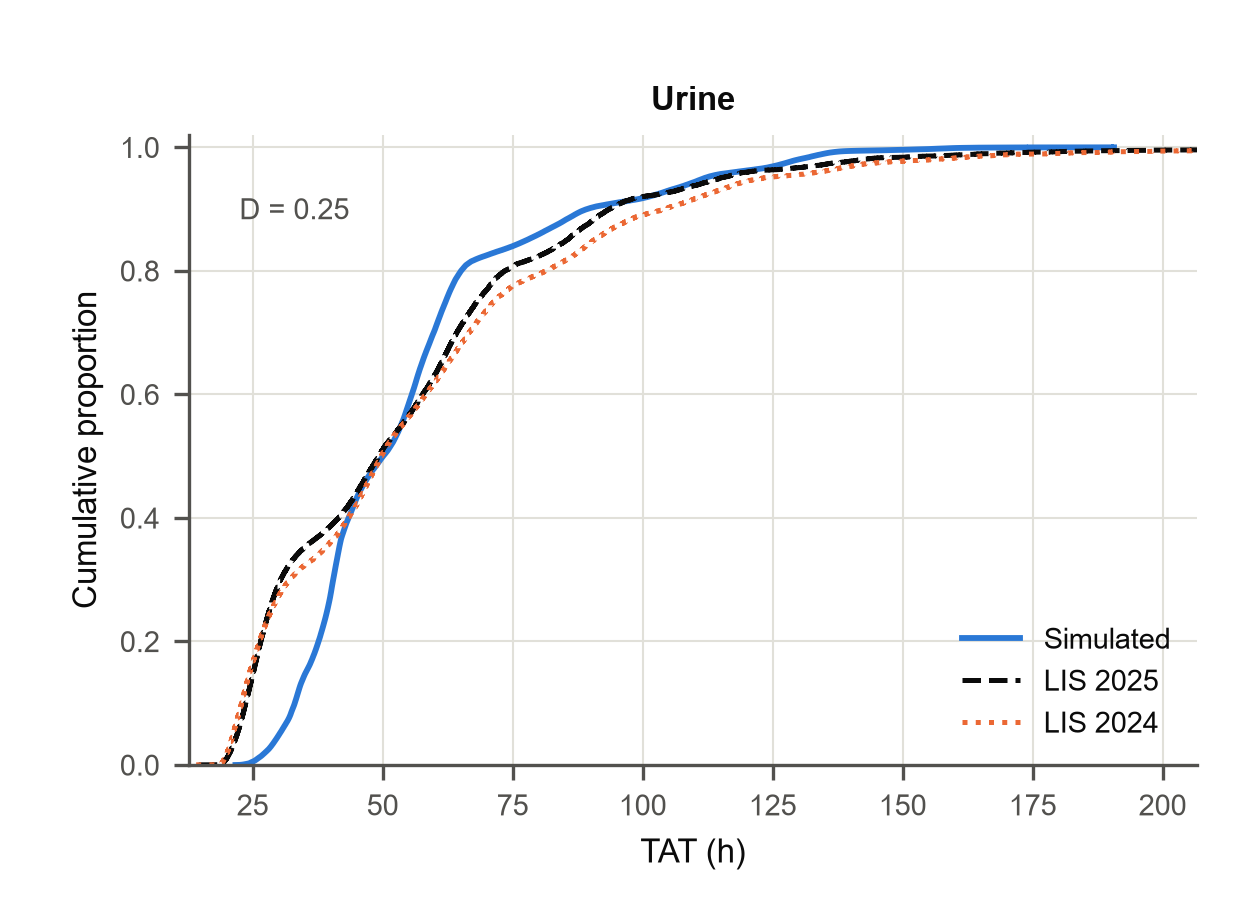 Urine
D = 0.25
Cumulative proportion
1.0
0.8
0.6
0.4
0.2
0.0
25 50 75 100 125 150 175 200
TAT (h)
Simulated
LIS 2025
LIS 2024